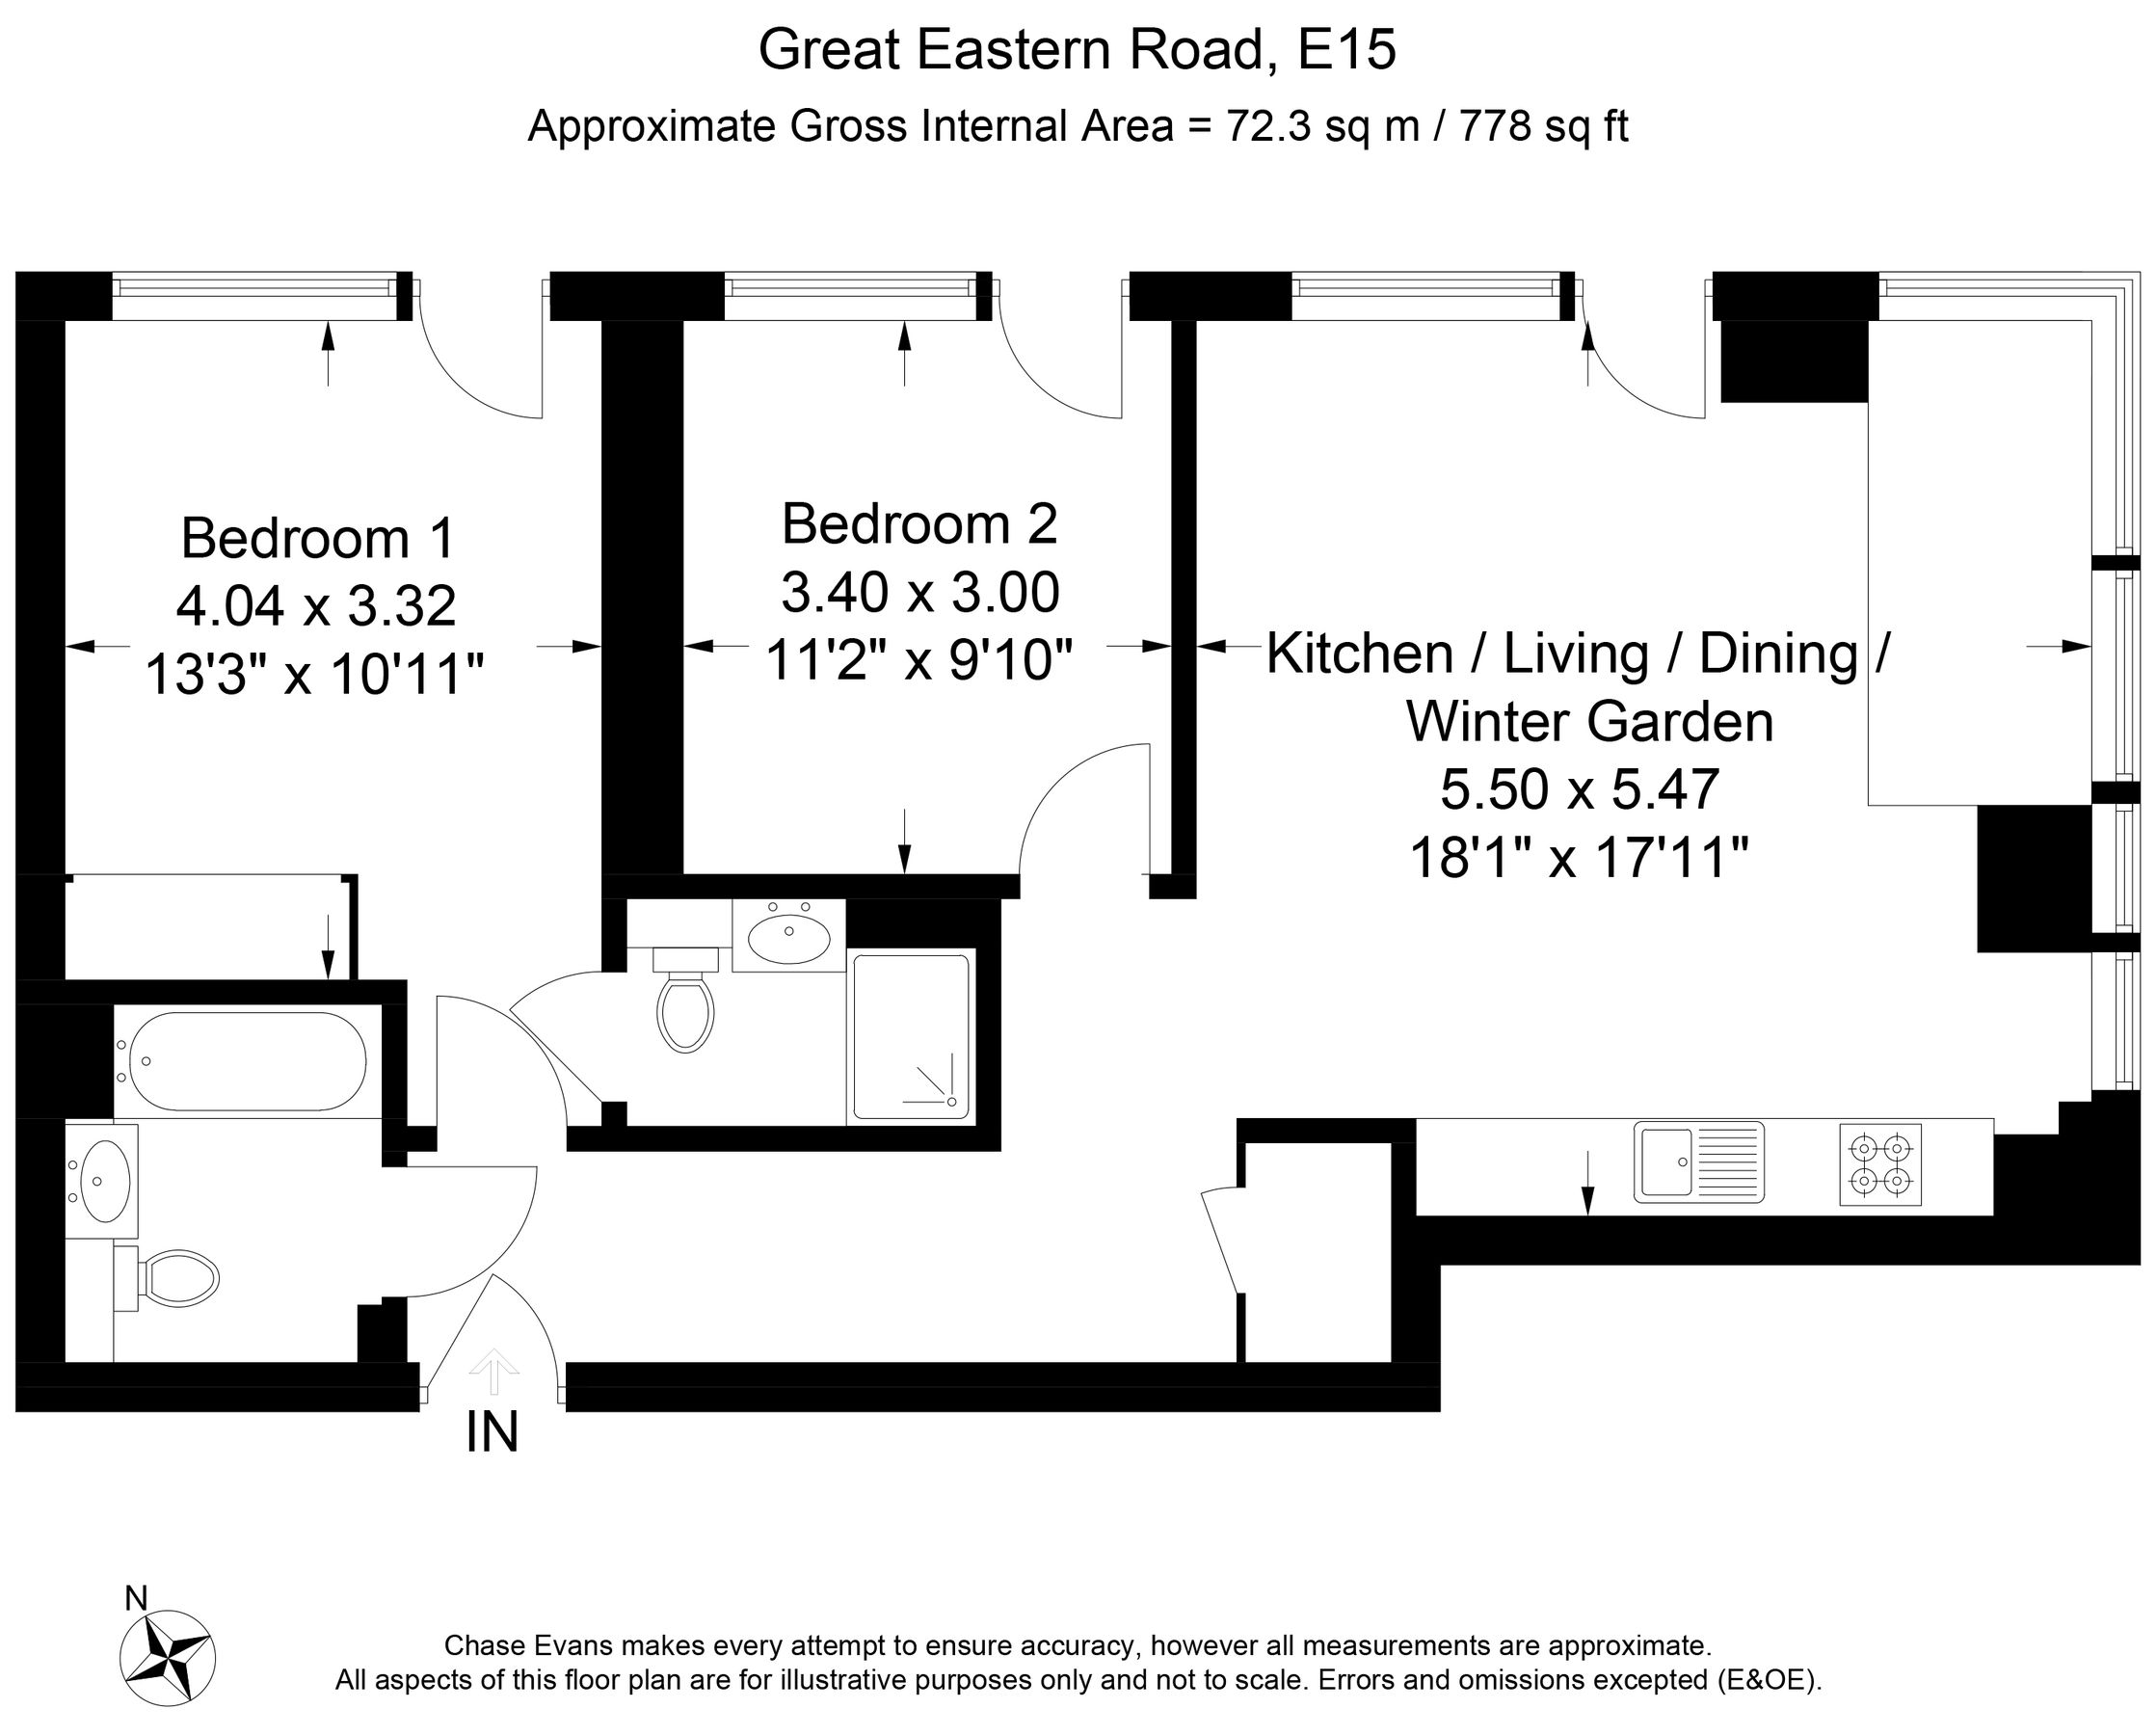 Great Eastern Road, E15
Approximate Gross Internal Area = 72.3 sq m / 778 sq ft
Bedroom 1
4.04 x 3.32
13'3" x 10'11"
Bedroom 2
3.40 x 3.00
11'2" x 9'10"
Kitchen / Living / Dining /
Winter Garden
5.50 x 5.47
18'1" x 17'11"
IN
N
Chase Evans makes every attempt to ensure accuracy, however all measurements are approximate.
All aspects of this floor plan are for illustrative purposes only and not to scale. Errors and omissions excepted (E&OE).